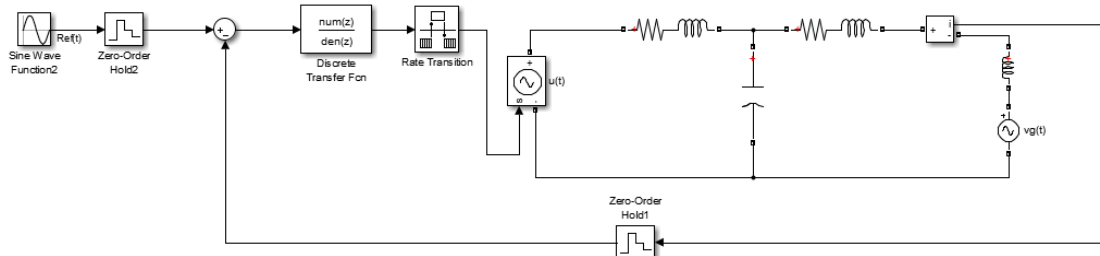 Sine Wave
Function2
Ref(t)
Zero-Order
Hold2
+
-
num(z)
den(z)
Discrete
Transfer Fcn
Rate Transition
+
s
-
u(t)
+
i
-
+
vg(t)
Zero-Order
Hold1